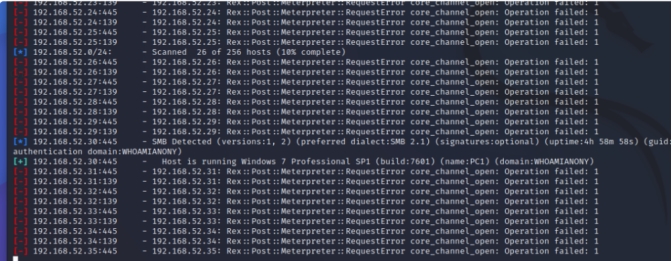 [-] 192.168.52.23:139 - 192.168.52.23: Rex::Post::Meterpreter::RequestError core_channel_open: Operation failed: 1
[-] 192.168.52.24:445 - 192.168.52.24: Rex::Post::Meterpreter::RequestError core_channel_open: Operation failed: 1
[-] 192.168.52.24:139 - 192.168.52.24: Rex::Post::Meterpreter::RequestError core_channel_open: Operation failed: 1
[-] 192.168.52.25:445 - 192.168.52.25: Rex::Post::Meterpreter::RequestError core_channel_open: Operation failed: 1
[-] 192.168.52.25:139 - 192.168.52.25: Rex::Post::Meterpreter::RequestError core_channel_open: Operation failed: 1
[*] 192.168.52.0/24: - Scanned 26 of 256 hosts (10% complete)
[-] 192.168.52.26:445 - 192.168.52.26: Rex::Post::Meterpreter::RequestError core_channel_open: Operation failed: 1
[-] 192.168.52.26:139 - 192.168.52.26: Rex::Post::Meterpreter::RequestError core_channel_open: Operation failed: 1
[-] 192.168.52.27:445 - 192.168.52.27: Rex::Post::Meterpreter::RequestError core_channel_open: Operation failed: 1
[-] 192.168.52.27:139 - 192.168.52.27: Rex::Post::Meterpreter::RequestError core_channel_open: Operation failed: 1
[-] 192.168.52.28:445 - 192.168.52.28: Rex::Post::Meterpreter::RequestError core_channel_open: Operation failed: 1
[-] 192.168.52.28:139 - 192.168.52.28: Rex::Post::Meterpreter::RequestError core_channel_open: Operation failed: 1
[-] 192.168.52.29:445 - 192.168.52.29: Rex::Post::Meterpreter::RequestError core_channel_open: Operation failed: 1
[-] 192.168.52.29:139 - 192.168.52.29: Rex::Post::Meterpreter::RequestError core_channel_open: Operation failed: 1
[*] 192.168.52.30:445 - SMB Detected (versions:1, 2) (preferred dialect:SMB 2.1) (signatures:optional) (uptime:4h 58m 58s) (guid:
authentication domain:WHOAMIANONY)
[+] 192.168.52.30:445 - Host is running Windows 7 Professional SP1 (build:7601) (name:PC1) (domain:WHOAMIANONY)
[-] 192.168.52.31:445 - 192.168.52.31: Rex::Post::Meterpreter::RequestError core_channel_open: Operation failed: 1
[-] 192.168.52.31:139 - 192.168.52.31: Rex::Post::Meterpreter::RequestError core_channel_open: Operation failed: 1
[-] 192.168.52.32:445 - 192.168.52.32: Rex::Post::Meterpreter::RequestError core_channel_open: Operation failed: 1
[-] 192.168.52.32:139 - 192.168.52.32: Rex::Post::Meterpreter::RequestError core_channel_open: Operation failed: 1
[-] 192.168.52.33:445 - 192.168.52.33: Rex::Post::Meterpreter::RequestError core_channel_open: Operation failed: 1
[-] 192.168.52.33:139 - 192.168.52.33: Rex::Post::Meterpreter::RequestError core_channel_open: Operation failed: 1
[-] 192.168.52.34:445 - 192.168.52.34: Rex::Post::Meterpreter::RequestError core_channel_open: Operation failed: 1
[-] 192.168.52.34:139 - 192.168.52.34: Rex::Post::Meterpreter::RequestError core_channel_open: Operation failed: 1
[-] 192.168.52.35:445 - 192.168.52.35: Rex::Post::Meterpreter::RequestError core_channel_open: Operation failed: 1